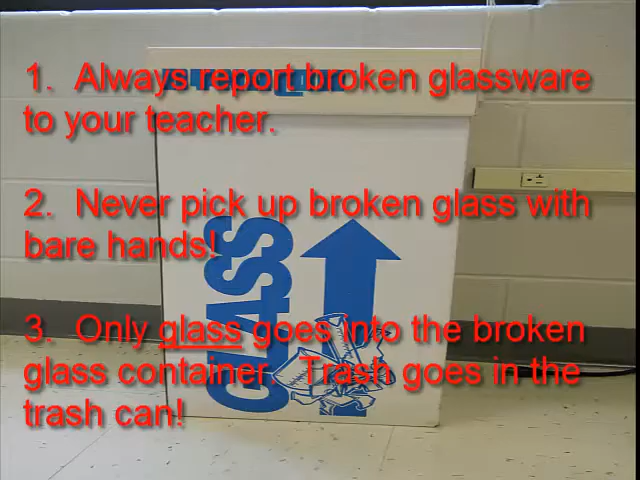 1. Always report broken glassware
to your teacher.
2. Never pick up broken glass with
bare hands!
3. Only glass goes into the broken
glass container. Trash goes in the
trash can!
GLASS